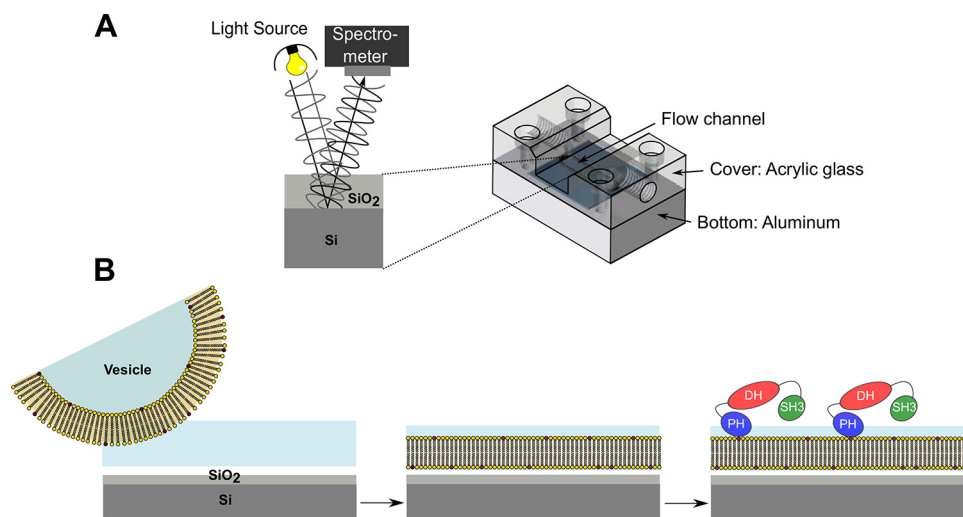 A
Light Source
Spectro-
meter
Flow channel
Cover: Acrylic glass
SiO₂
Si
Bottom: Aluminum
B
Vesicle
SiO₂
Si
DH
SH3
PH
DH
SH3
PH